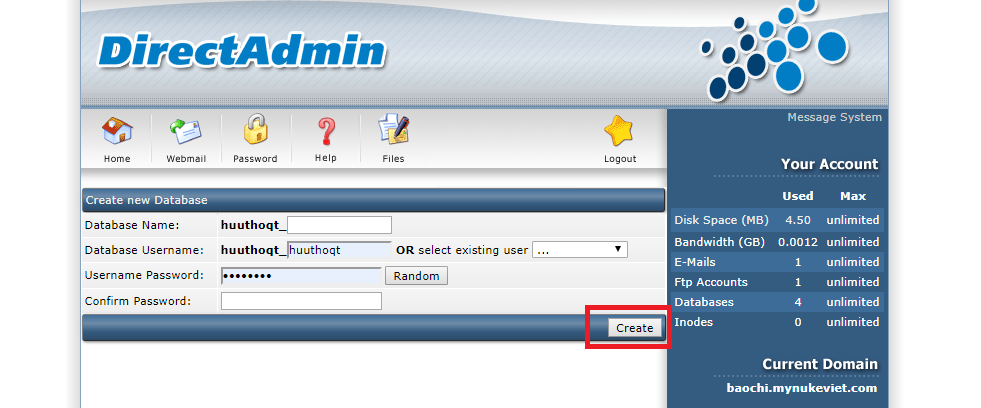 DirectAdmin
Message System
Home Webmail Password Help Files Logout
Your Account
Used Max
Disk Space (MB) 4.50 unlimited
Bandwidth (GB) 0.0012 unlimited
E-Mails 1 unlimited
Ftp Accounts 1 unlimited
Databases 4 unlimited
Inodes 0 unlimited
Current Domain
baochi.mynukeviet.com
Create new Database
Database Name: huuthoqt_
Database Username: huuthoqt_ huuthoqt OR select existing user ...
Username Password: •••••••• Random
Confirm Password:
Create